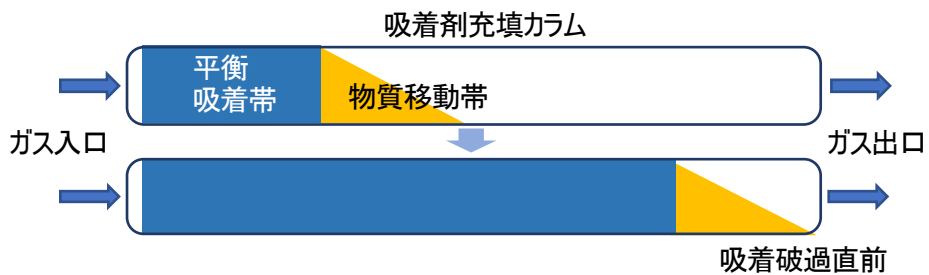 吸着剤充填カラム
平衡
吸着帯
物質移動帯
ガス入口
ガス出口
吸着破過直前